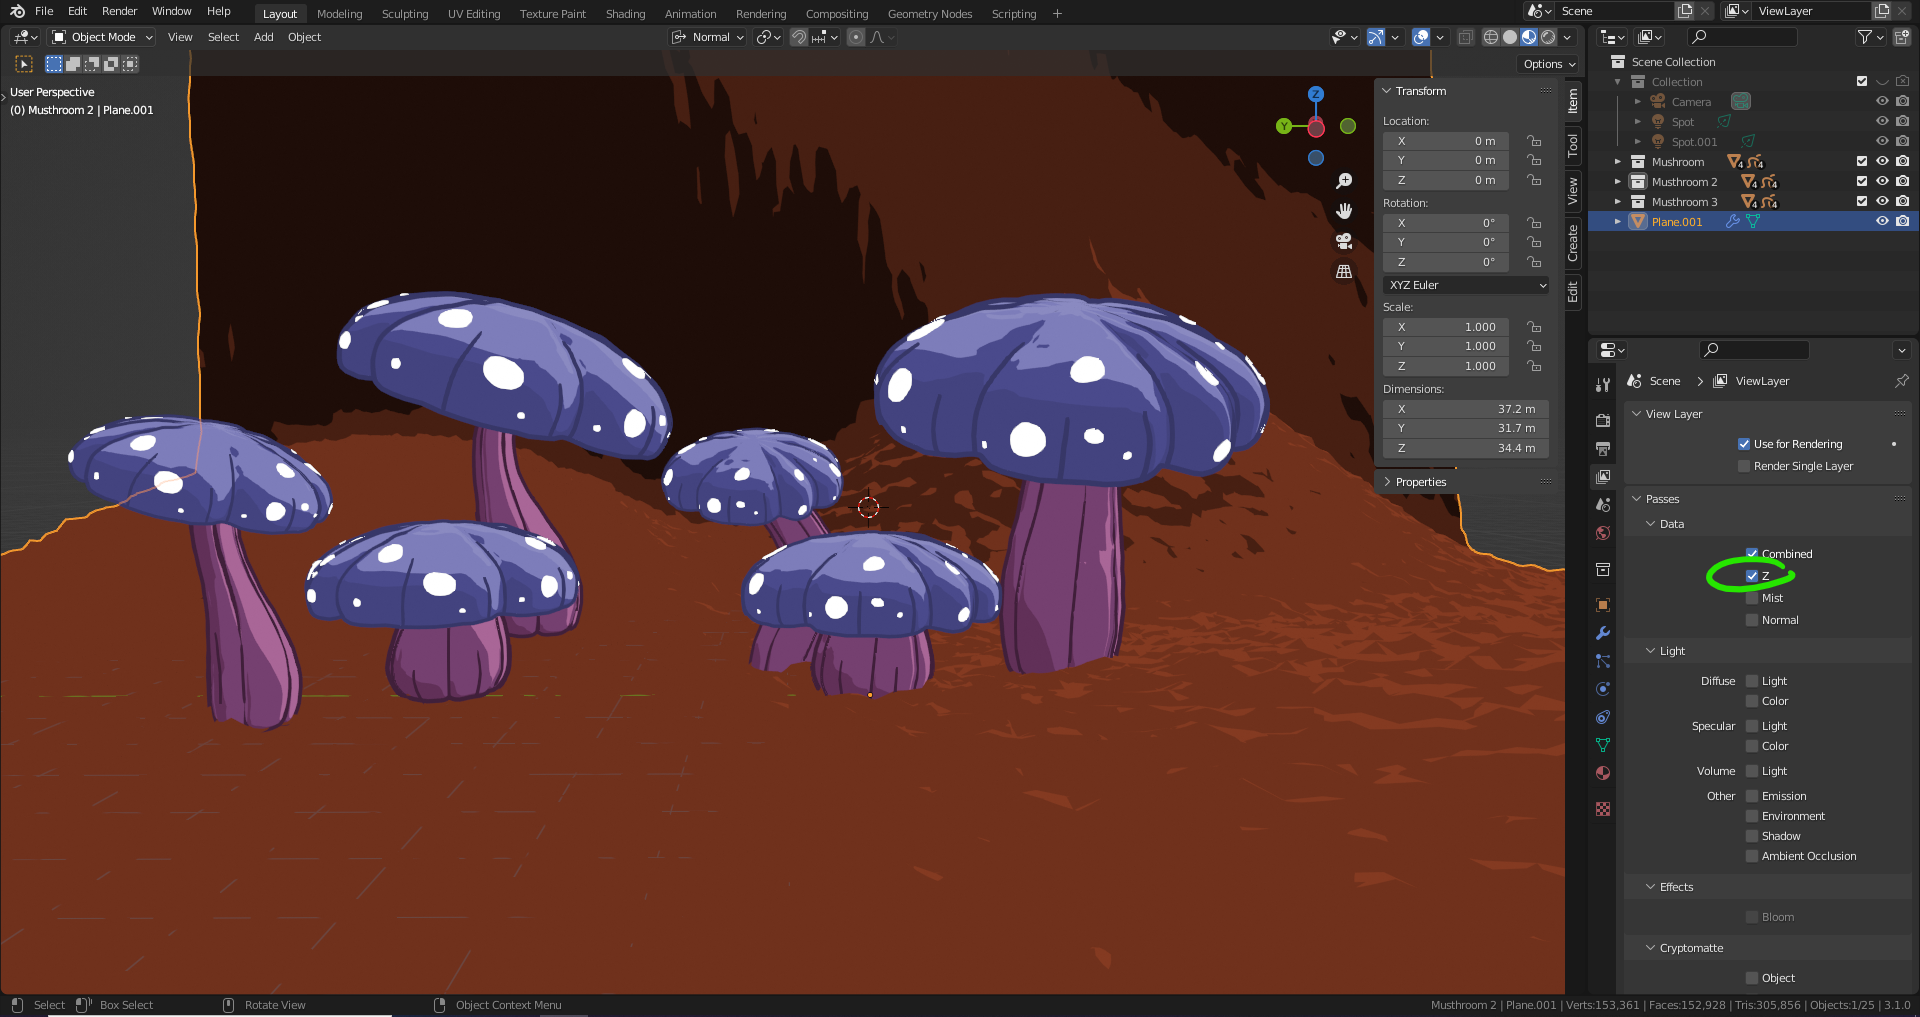 File Edit Render Window Help Layout Modeling Sculpting UV Editing Texture Paint Shading Animation Rendering Compositing Geometry Nodes Scripting + Scene ViewLayer
Object Mode View Select Add Object Normal
Options
User Perspective
(0) Musthroom 2 | Plane.001
Z
Y
Transform
Location:
X 0 m
Y 0 m
Z 0 m
Rotation:
X 0°
Y 0°
Z 0°
XYZ Euler
Scale:
X 1.000
Y 1.000
Z 1.000
Dimensions:
X 37.2 m
Y 31.7 m
Z 34.4 m
Properties
Item
Tool
View
Create
Edit
Scene Collection
Collection
Camera
Spot
Spot.001
Mushroom 4 4
Musthroom 2 4 4
Musthroom 3 4 4
Plane.001
Scene > ViewLayer
View Layer
Use for Rendering
Render Single Layer
Passes
Data
Combined
Z
Mist
Normal
Light
Diffuse Light
Color
Specular Light
Color
Volume Light
Other Emission
Environment
Shadow
Ambient Occlusion
Effects
Bloom
Cryptomatte
Object
Select Box Select Rotate View Object Context Menu Musthroom 2 | Plane.001 | Verts:153,361 | Faces:152,928 | Tris:305,856 | Objects:1/25 | 3.1.0